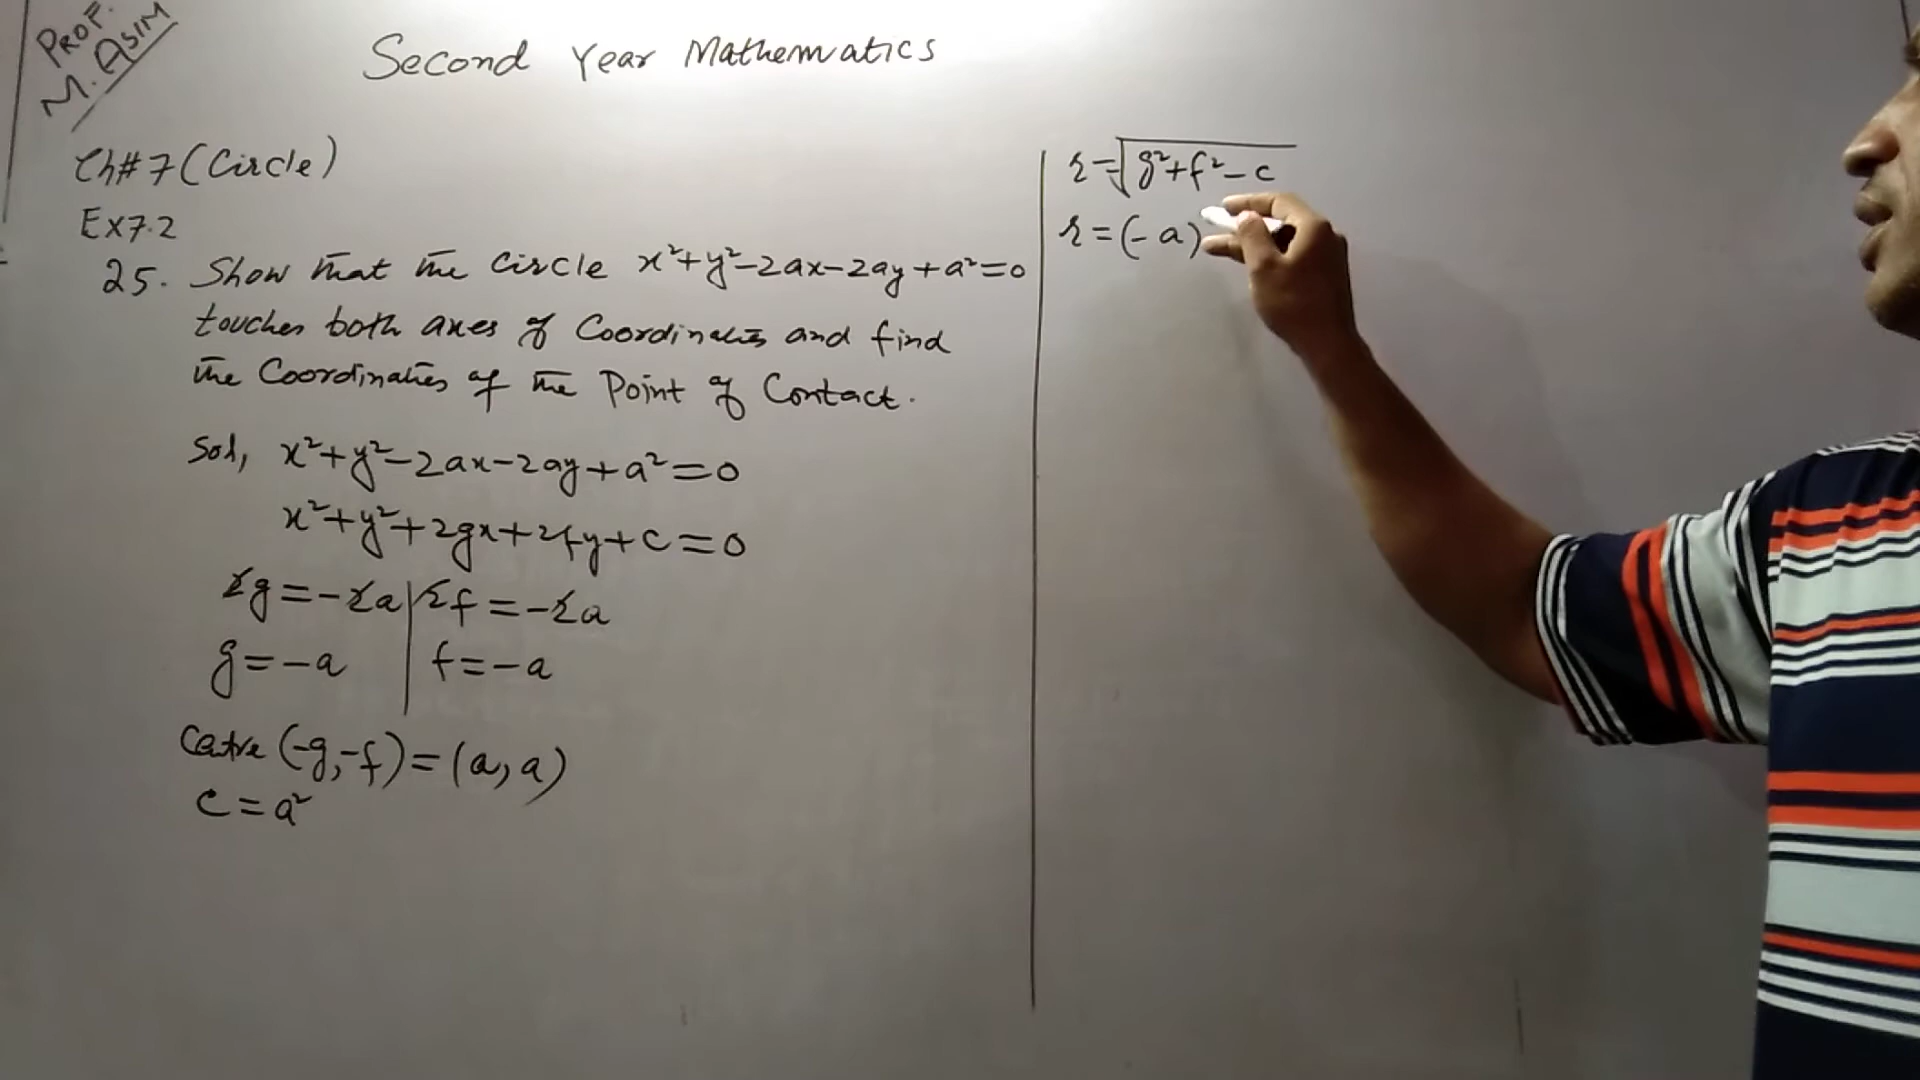 PROF.
M. ASIM
Second Year Mathematics
Ch#7(Circle)
Ex7.2
25. Show that the circle x²+y²-2ax-2ay+a²=0
touches both axes of Coordinates and find
the Coordinates of the Point of Contact.
Sol, x²+y²-2ax-2ay+a²=0
x²+y²+2gx+2fy+c=0
2g=-2a | 2f=-2a
g=-a | f=-a
Centre (-g,-f)=(a,a)
c=a²
r=√g²+f²-c
r=(-a)